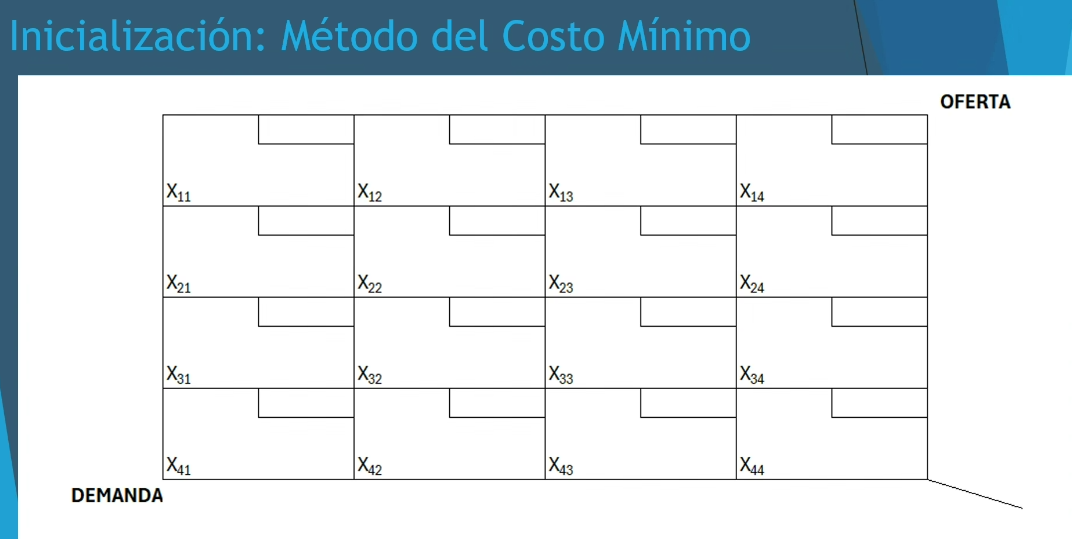 Inicialización: Método del Costo Mínimo
OFERTA
X₁₁ X₁₂ X₁₃ X₁₄
X₂₁ X₂₂ X₂₃ X₂₄
X₃₁ X₃₂ X₃₃ X₃₄
X₄₁ X₄₂ X₄₃ X₄₄
DEMANDA